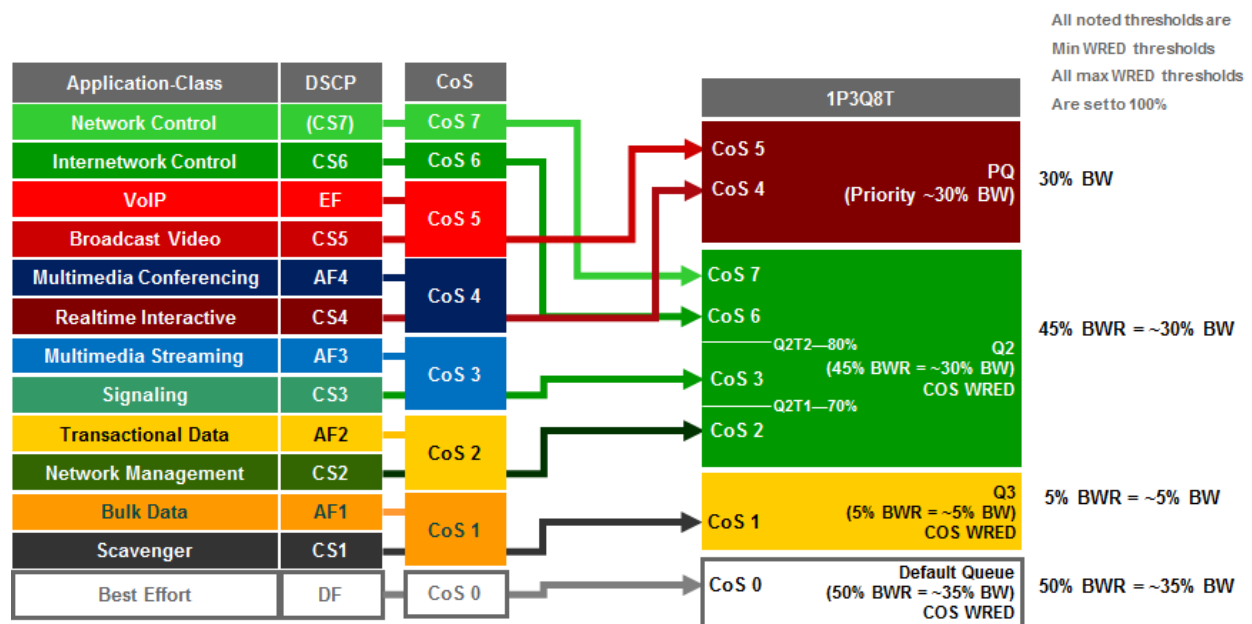 All noted thresholds are
Min WRED thresholds
All max WRED thresholds
Are set to 100%
Application-Class DSCP CoS
1P3Q8T
Network Control (CS7) CoS 7
Internetwork Control CS6 CoS 6
VoIP EF
CoS 5
Broadcast Video CS5
Multimedia Conferencing AF4
CoS 4
Realtime Interactive CS4
Multimedia Streaming AF3
CoS 3
Signaling CS3
Transactional Data AF2
CoS 2
Network Management CS2
Bulk Data AF1
CoS 1
Scavenger CS1
Best Effort DF CoS 0
CoS 5
CoS 4
PQ
(Priority ~30% BW)
30% BW
CoS 7
CoS 6
Q2T2—80%
CoS 3
Q2T1—70%
CoS 2
Q2
(45% BWR = ~30% BW)
COS WRED
45% BWR = ~30% BW
CoS 1
Q3
(5% BWR = ~5% BW)
COS WRED
5% BWR = ~5% BW
CoS 0
Default Queue
(50% BWR = ~35% BW)
COS WRED
50% BWR = ~35% BW